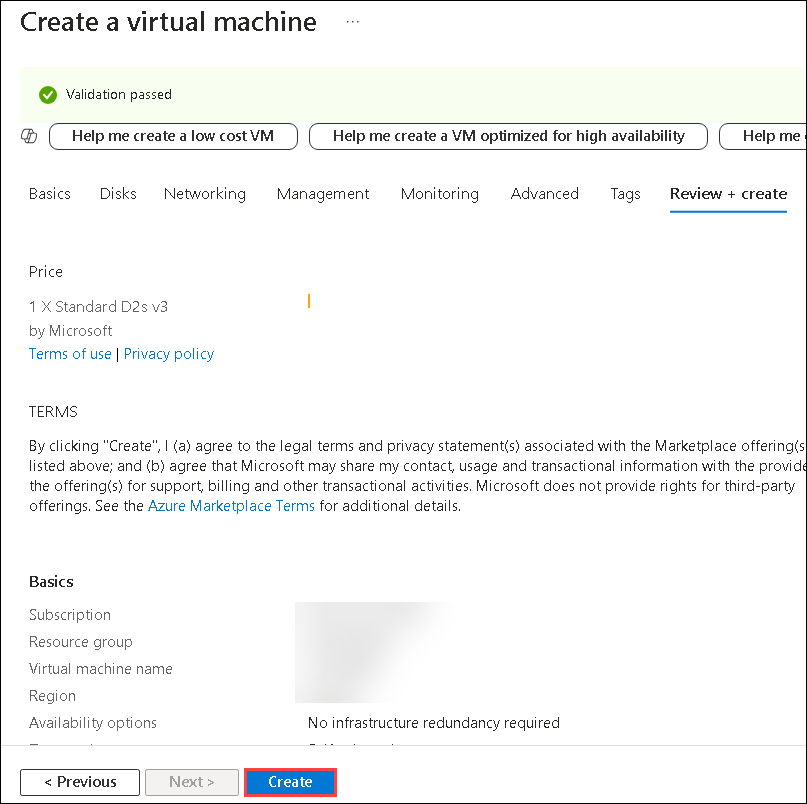 Create a virtual machine ...
Validation passed
Help me create a low cost VM Help me create a VM optimized for high availability Help me
Basics Disks Networking Management Monitoring Advanced Tags Review + create
Price
1 X Standard D2s v3
by Microsoft
Terms of use | Privacy policy
TERMS
By clicking "Create", I (a) agree to the legal terms and privacy statement(s) associated with the Marketplace offering(s
listed above; and (b) agree that Microsoft may share my contact, usage and transactional information with the provide
the offering(s) for support, billing and other transactional activities. Microsoft does not provide rights for third-party
offerings. See the Azure Marketplace Terms for additional details.
Basics
Subscription
Resource group
Virtual machine name
Region
Availability options No infrastructure redundancy required
< Previous Next > Create